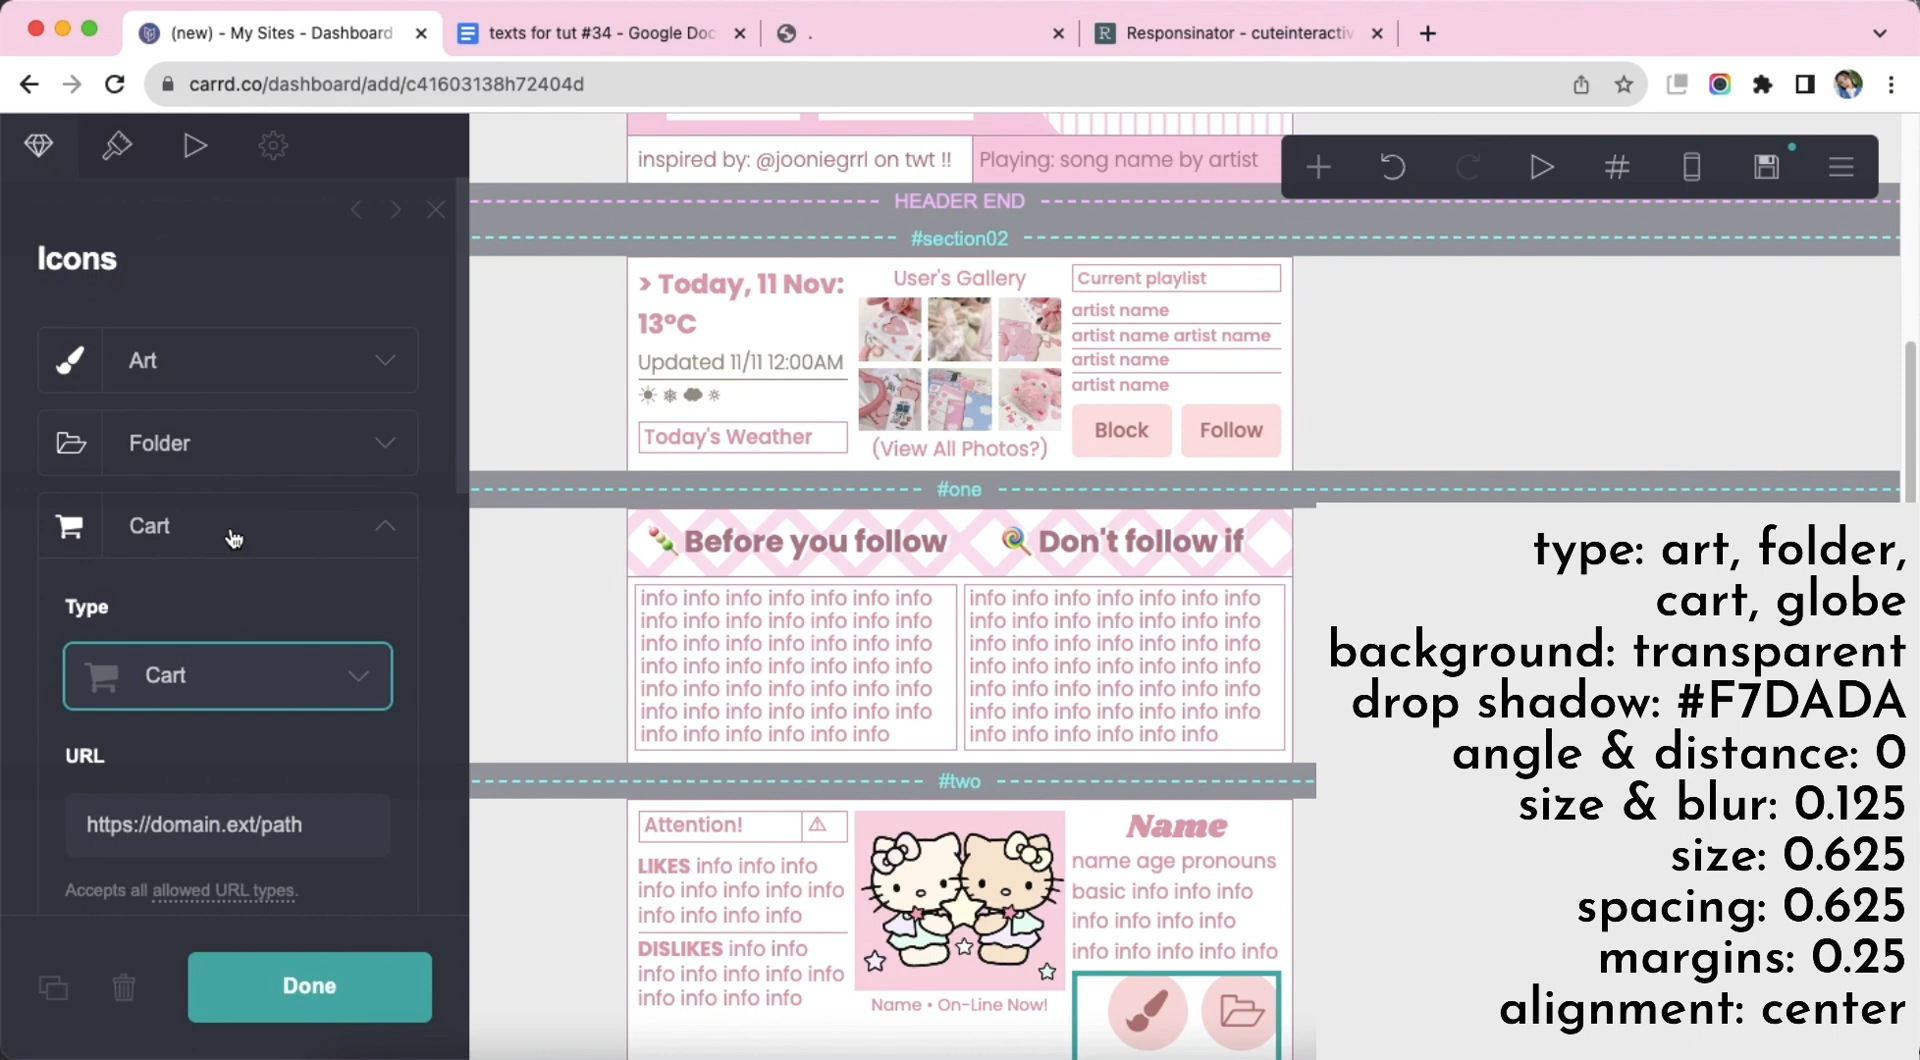 (new) - My Sites - Dashboard
texts for tut #34 - Google Doc
.
Responsinator - cuteinteractiv
carrd.co/dashboard/add/c41603138h72404d
Icons
Art
Folder
Cart
Type
Cart
URL
https://domain.ext/path
Accepts all allowed URL types.
Done
inspired by: @jooniegrrl on twt !!
Playing: song name by artist
HEADER END
#section02
> Today, 11 Nov:
13°C
Updated 11/11 12:00AM
Today's Weather
User's Gallery
(View All Photos?)
Current playlist
artist name
artist name artist name
artist name
artist name
Block
Follow
#one
Before you follow
Don't follow if
info info info info info info info
info info info info info info info
info info info info info info info
info info info info info info info
info info info info info info info
info info info info info info info
info info info info info info
info info info info info info info
info info info info info info info
info info info info info info info
info info info info info info info
info info info info info info info
info info info info info info info
info info info info info info
#two
Attention!
LIKES info info info
info info info info info
info info info info
DISLIKES info info
info info info info info
info info info info
Name • On-Line Now!
Name
name age pronouns
basic info info info
info info info info
info info info info info
type: art, folder,
cart, globe
background: transparent
drop shadow: #F7DADA
angle & distance: 0
size & blur: 0.125
size: 0.625
spacing: 0.625
margins: 0.25
alignment: center